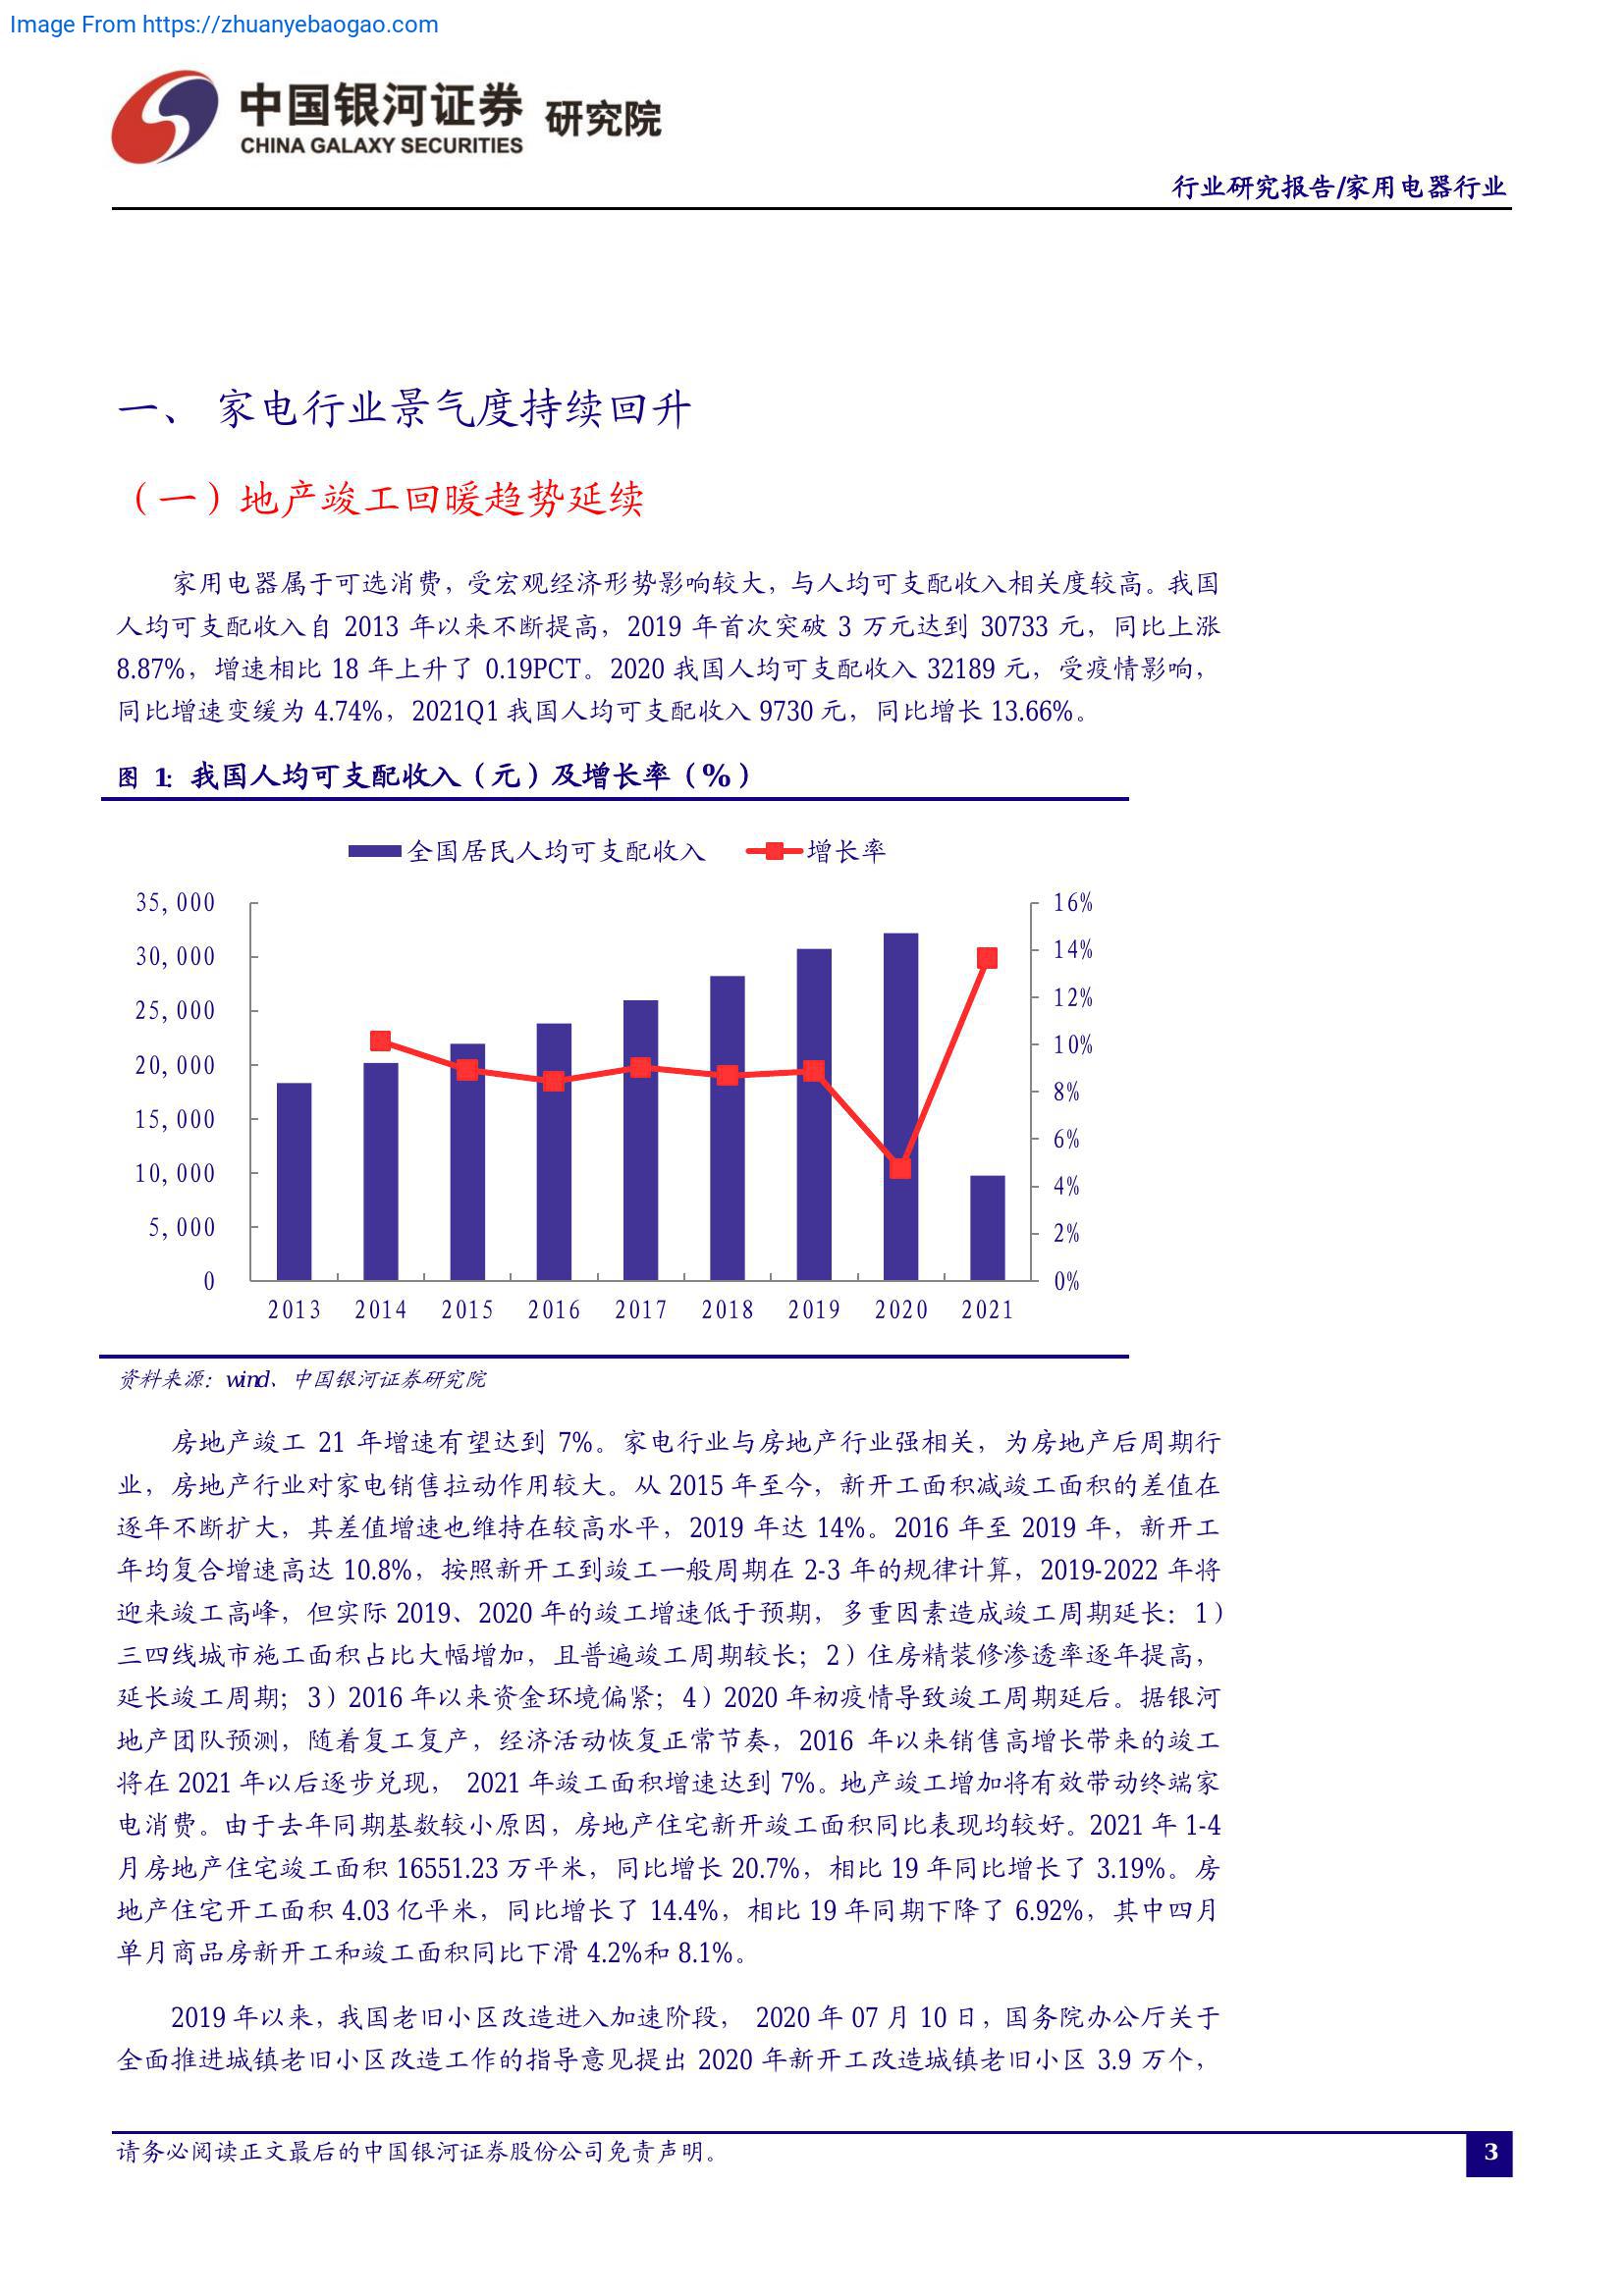 Image From https://zhuanyebaogao.com
中国银河证券 研究院
CHINA GALAXY SECURITIES
行业研究报告/家用电器行业
一、 家电行业景气度持续回升
（一）地产竣工回暖趋势延续
家用电器属于可选消费，受宏观经济形势影响较大，与人均可支配收入相关度较高。我国
人均可支配收入自 2013 年以来不断提高，2019 年首次突破 3 万元达到 30733 元，同比上涨
8.87%，增速相比 18 年上升了 0.19PCT。2020 我国人均可支配收入 32189 元，受疫情影响，
同比增速变缓为 4.74%，2021Q1 我国人均可支配收入 9730 元，同比增长 13.66%。
图 1: 我国人均可支配收入（元）及增长率（%）
全国居民人均可支配收入 增长率
35,000 16%
30,000 14%
25,000 12%
20,000 10%
15,000 8%
10,000 6%
5,000 4%
0 2%
0%
2013 2014 2015 2016 2017 2018 2019 2020 2021
资料来源：wind、中国银河证券研究院
房地产竣工 21 年增速有望达到 7%。家电行业与房地产行业强相关，为房地产后周期行
业，房地产行业对家电销售拉动作用较大。从 2015 年至今，新开工面积减竣工面积的差值在
逐年不断扩大，其差值增速也维持在较高水平，2019 年达 14%。2016 年至 2019 年，新开工
年均复合增速高达 10.8%，按照新开工到竣工一般周期在 2-3 年的规律计算，2019-2022 年将
迎来竣工高峰，但实际 2019、2020 年的竣工增速低于预期，多重因素造成竣工周期延长：1）
三四线城市施工面积占比大幅增加，且普遍竣工周期较长；2）住房精装修渗透率逐年提高，
延长竣工周期；3）2016 年以来资金环境偏紧；4）2020 年初疫情导致竣工周期延后。据银河
地产团队预测，随着复工复产，经济活动恢复正常节奏，2016 年以来销售高增长带来的竣工
将在 2021 年以后逐步兑现， 2021 年竣工面积增速达到 7%。地产竣工增加将有效带动终端家
电消费。由于去年同期基数较小原因，房地产住宅新开竣工面积同比表现均较好。2021 年 1-4
月房地产住宅竣工面积 16551.23 万平米，同比增长 20.7%，相比 19 年同比增长了 3.19%。房
地产住宅开工面积 4.03 亿平米，同比增长了 14.4%，相比 19 年同期下降了 6.92%，其中四月
单月商品房新开工和竣工面积同比下滑 4.2%和 8.1%。
2019 年以来，我国老旧小区改造进入加速阶段， 2020 年 07 月 10 日，国务院办公厅关于
全面推进城镇老旧小区改造工作的指导意见提出 2020 年新开工改造城镇老旧小区 3.9 万个，
请务必阅读正文最后的中国银河证券股份公司免责声明。
3